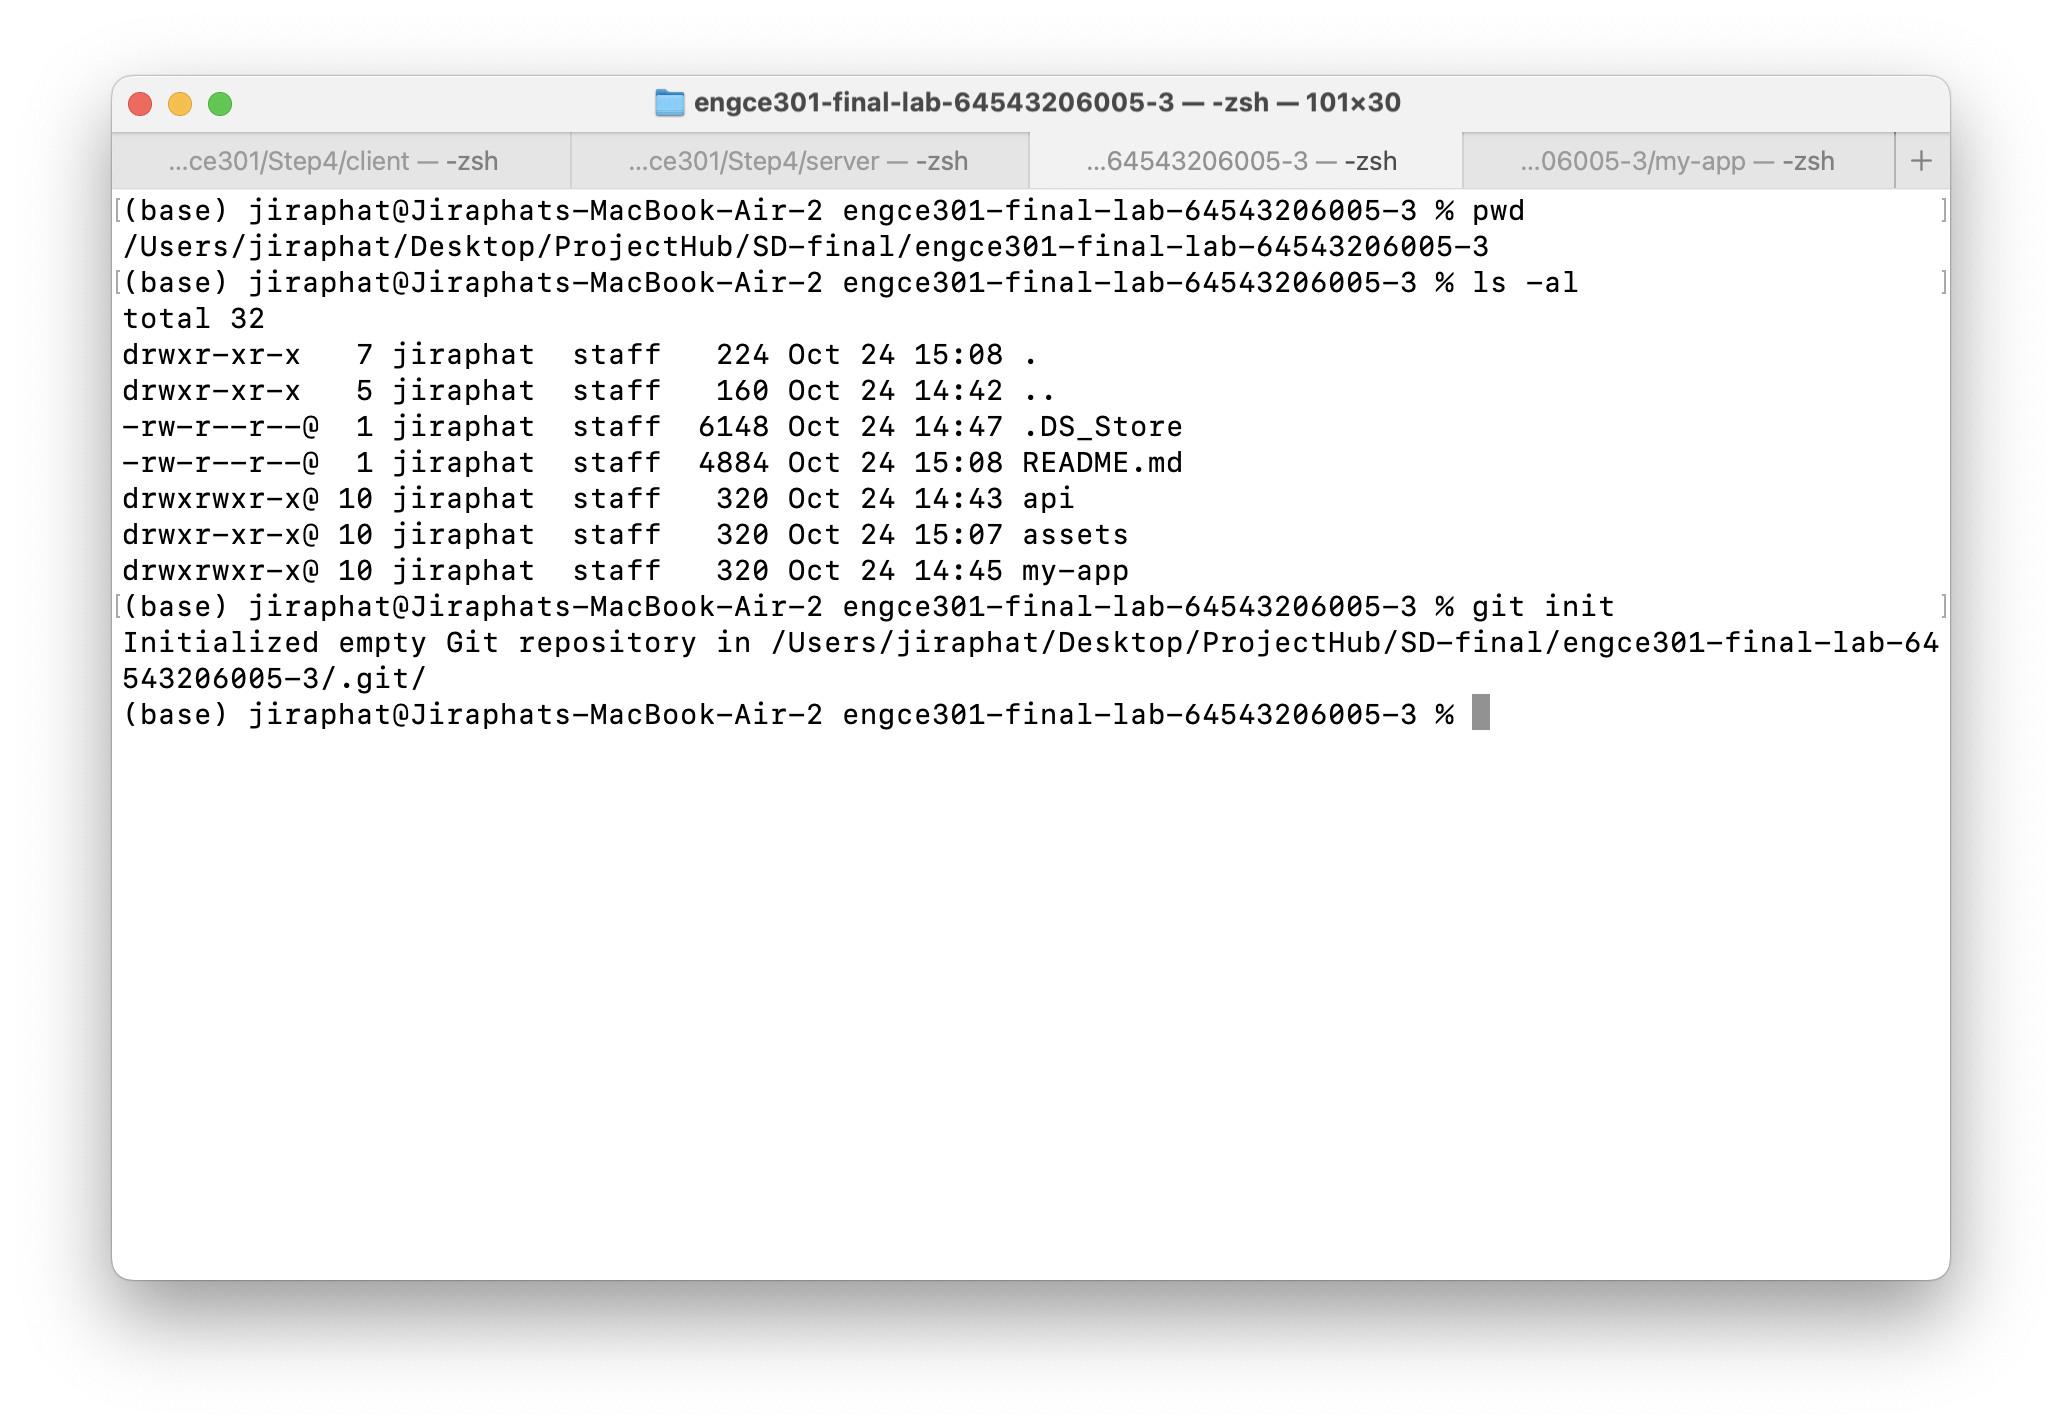 engce301-final-lab-64543206005-3 — -zsh — 101×30
...ce301/Step4/client — -zsh
...ce301/Step4/server — -zsh
...64543206005-3 — -zsh
...06005-3/my-app — -zsh
+
[(base) jiraphat@Jiraphats-MacBook-Air-2 engce301-final-lab-64543206005-3 % pwd ]
/Users/jiraphat/Desktop/ProjectHub/SD-final/engce301-final-lab-64543206005-3
[(base) jiraphat@Jiraphats-MacBook-Air-2 engce301-final-lab-64543206005-3 % ls -al ]
total 32
drwxr-xr-x   7 jiraphat  staff   224 Oct 24 15:08 .
drwxr-xr-x   5 jiraphat  staff   160 Oct 24 14:42 ..
-rw-r--r--@  1 jiraphat  staff  6148 Oct 24 14:47 .DS_Store
-rw-r--r--@  1 jiraphat  staff  4884 Oct 24 15:08 README.md
drwxrwxr-x@ 10 jiraphat  staff   320 Oct 24 14:43 api
drwxr-xr-x@ 10 jiraphat  staff   320 Oct 24 15:07 assets
drwxrwxr-x@ 10 jiraphat  staff   320 Oct 24 14:45 my-app
[(base) jiraphat@Jiraphats-MacBook-Air-2 engce301-final-lab-64543206005-3 % git init ]
Initialized empty Git repository in /Users/jiraphat/Desktop/ProjectHub/SD-final/engce301-final-lab-64
543206005-3/.git/
(base) jiraphat@Jiraphats-MacBook-Air-2 engce301-final-lab-64543206005-3 %